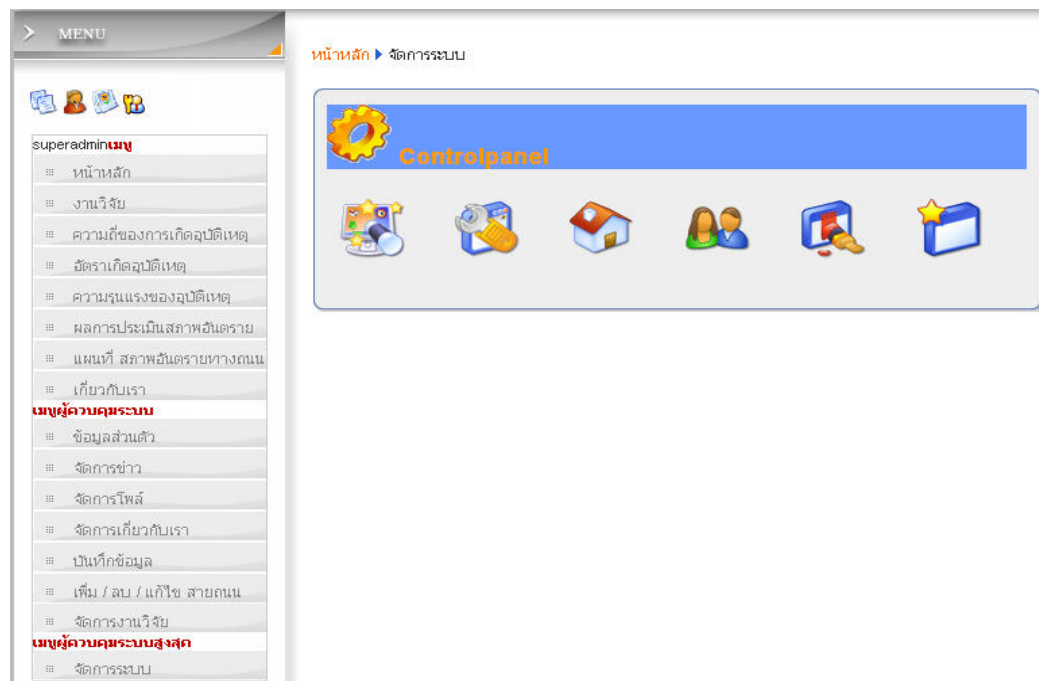 MENU
หน้าหลัก จัดการระบบ
superadminเมนู
หน้าหลัก
งานวิจัย
ความถี่ของการเกิดอุบัติเหตุ
อัตราเกิดอุบัติเหตุ
ความรุนแรงของอุบัติเหตุ
ผลการประเมินสภาพอันตราย
แผนที่ สภาพอันตรายทางถนน
เกี่ยวกับเรา
เมนูผู้ควบคุมระบบ
ข้อมูลส่วนตัว
จัดการข่าว
จัดการโพล์
จัดการเกี่ยวกับเรา
บันทึกข้อมูล
เพิ่ม / ลบ / แก้ไข สายถนน
จัดการงานวิจัย
เมนูผู้ควบคุมระบบสูงสุด
จัดการระบบ
Controlpanel